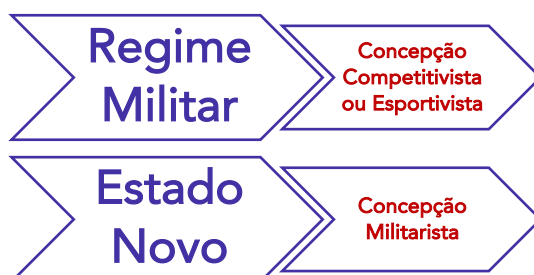 Regime
Militar
Concepção
Competitivista
ou Esportivista
Estado
Novo
Concepção
Militarista